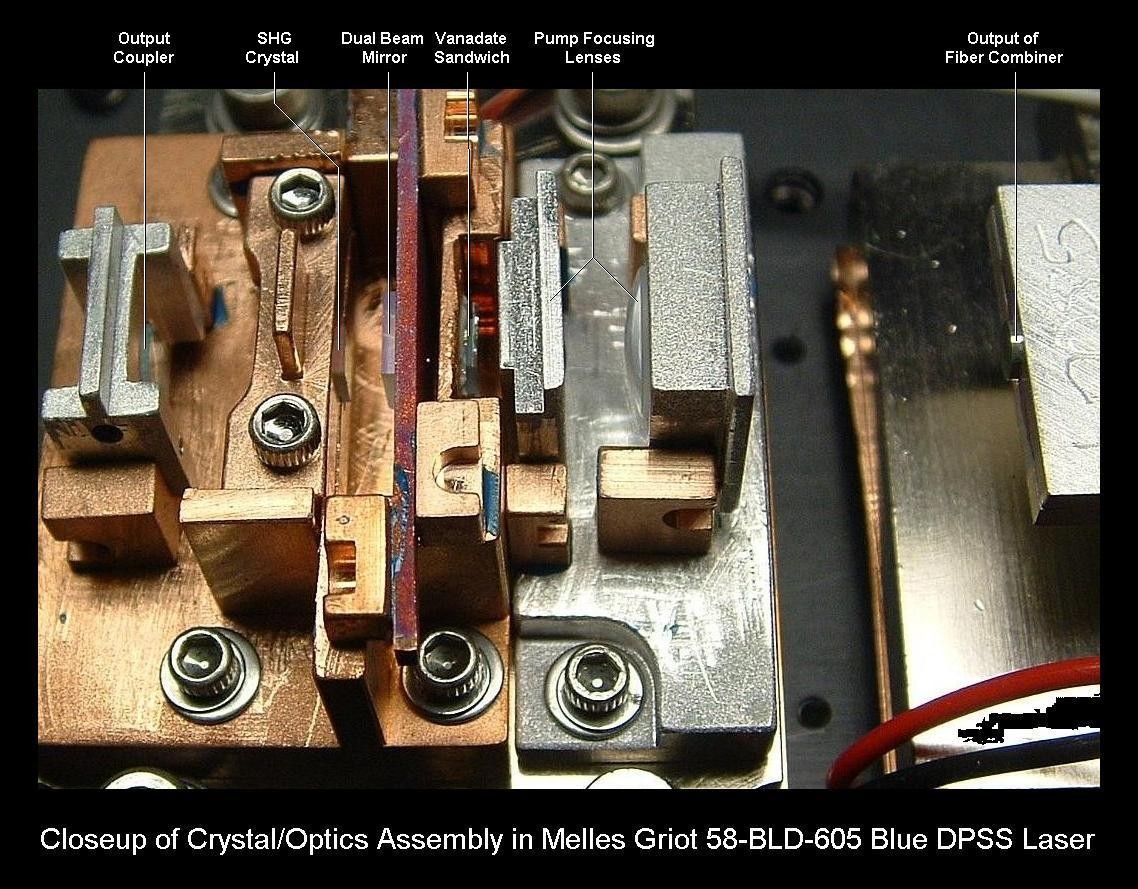 Output
Coupler
SHG
Crystal
Dual Beam
Mirror
Vanadate
Sandwich
Pump Focusing
Lenses
Output of
Fiber Combiner
Closeup of Crystal/Optics Assembly in Melles Griot 58-BLD-605 Blue DPSS Laser